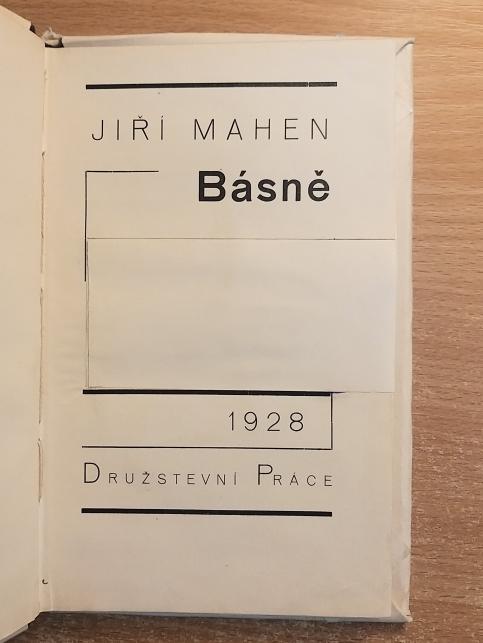 JIŘÍ MAHEN
Básně
1928
DRUŽSTEVNÍ PRÁCE